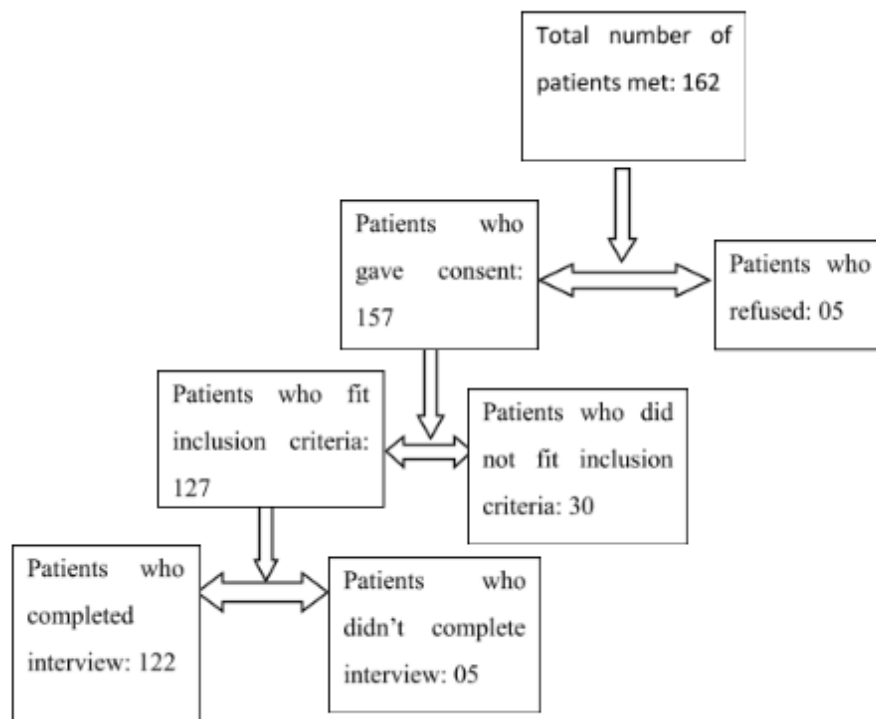 Total number of
patients met: 162
Patients who
gave consent:
157
Patients who
refused: 05
Patients who fit
inclusion criteria:
127
Patients who did
not fit inclusion
criteria: 30
Patients who
completed
interview: 122
Patients who
didn’t complete
interview: 05